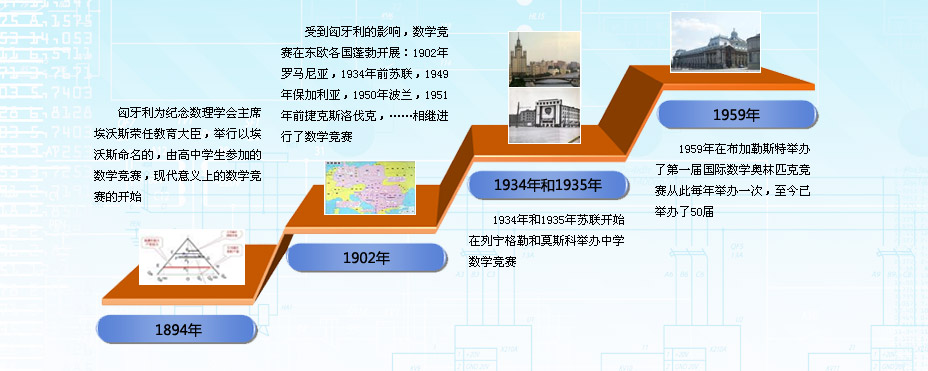 匈牙利为纪念数理学会主席
埃沃斯荣任教育大臣，举行以埃
沃斯命名的，由高中学生参加的
数学竞赛，现代意义上的数学竞
赛的开始
1894年
受到匈牙利的影响，数学竞
赛在东欧各国蓬勃开展：1902年
罗马尼亚，1934年前苏联，1949
年保加利亚，1950年波兰，1951
年前捷克斯洛伐克，……相继进
行了数学竞赛
1902年
1934年和1935年
1934年和1935年苏联开始
在列宁格勒和莫斯科举办中学
数学竞赛
1959年
1959年在布加勒斯特举办
了第一届国际数学奥林匹克竞
赛从此每年举办一次，至今已
举办了50届